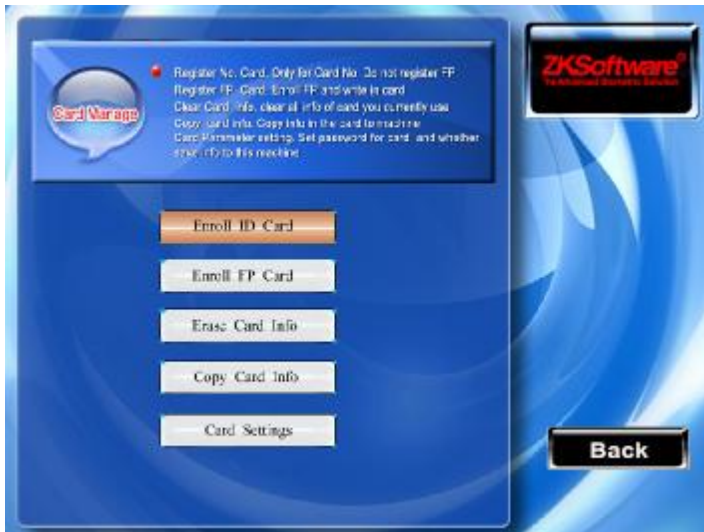 Card Manage
Register No. Card. Only for Card No. Do not register FP
Register FP Card. Enroll FP and write in card
Clear Card Info. clear all info of card you currently use
Copy card info. Copy info in the card to machine
Card Parameter setting. Set password for card, and whether
save info to this machine
ZKSoftware®
Enroll ID Card
Enroll FP Card
Erase Card Info
Copy Card Info
Card Settings
Back